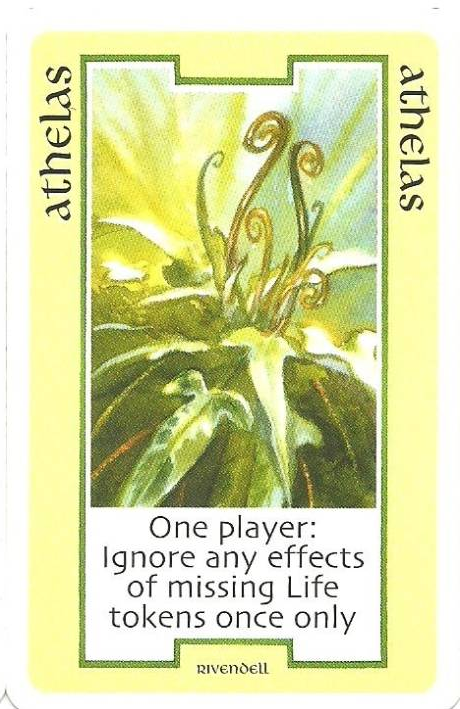 athelas
athelas
One player:
Ignore any effects
of missing Life
tokens once only
RIVENDELL